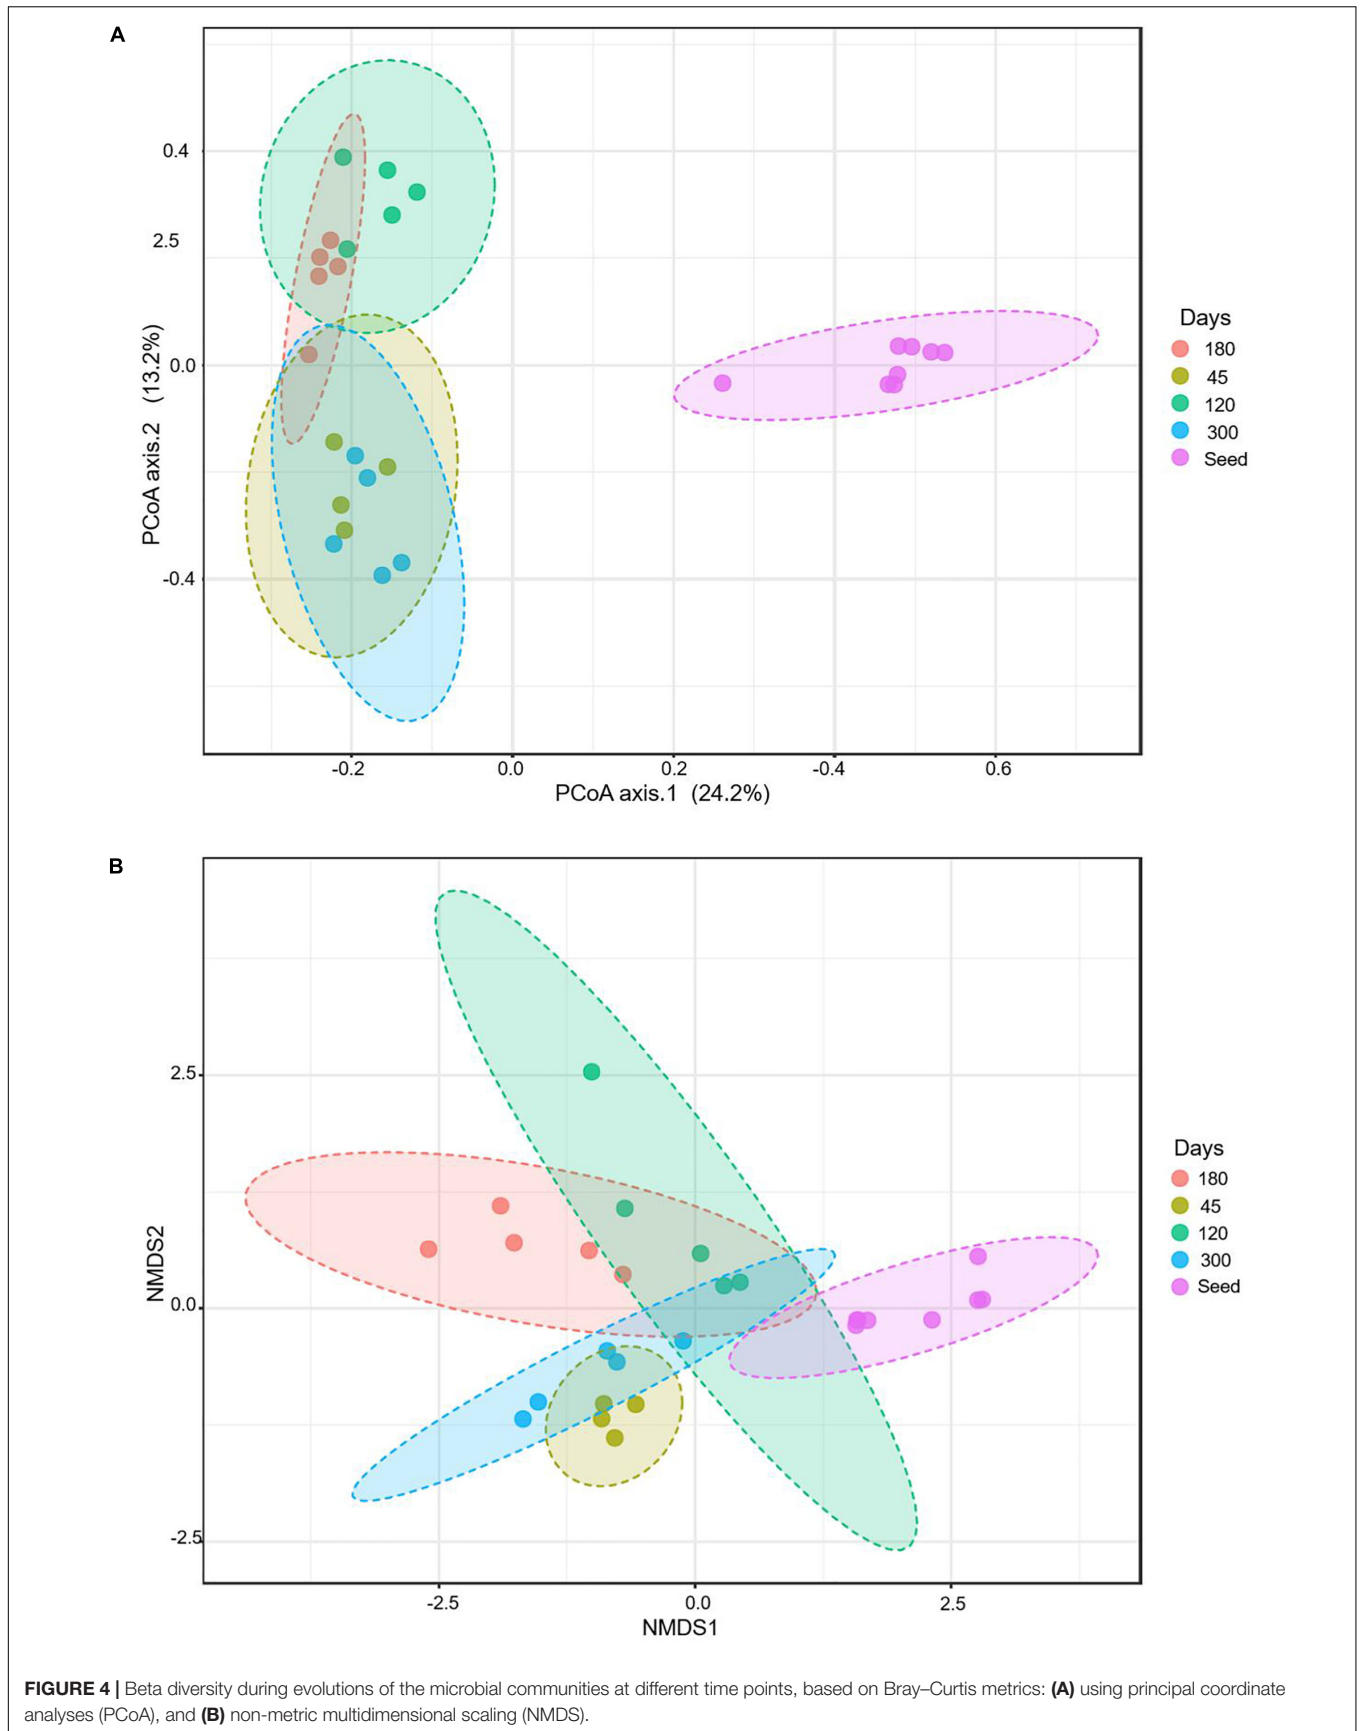 A
0.4
2.5
0.0
-0.4
PCoA axis.2 (13.2%)
-0.2 0.0 0.2 -0.4 0.6
PCoA axis.1 (24.2%)
Days
180
45
120
300
Seed
B
2.5
0.0
-2.5
NMDS2
-2.5 0.0 2.5
NMDS1
Days
180
45
120
300
Seed
FIGURE 4 | Beta diversity during evolutions of the microbial communities at different time points, based on Bray–Curtis metrics: (A) using principal coordinate
analyses (PCoA), and (B) non-metric multidimensional scaling (NMDS).